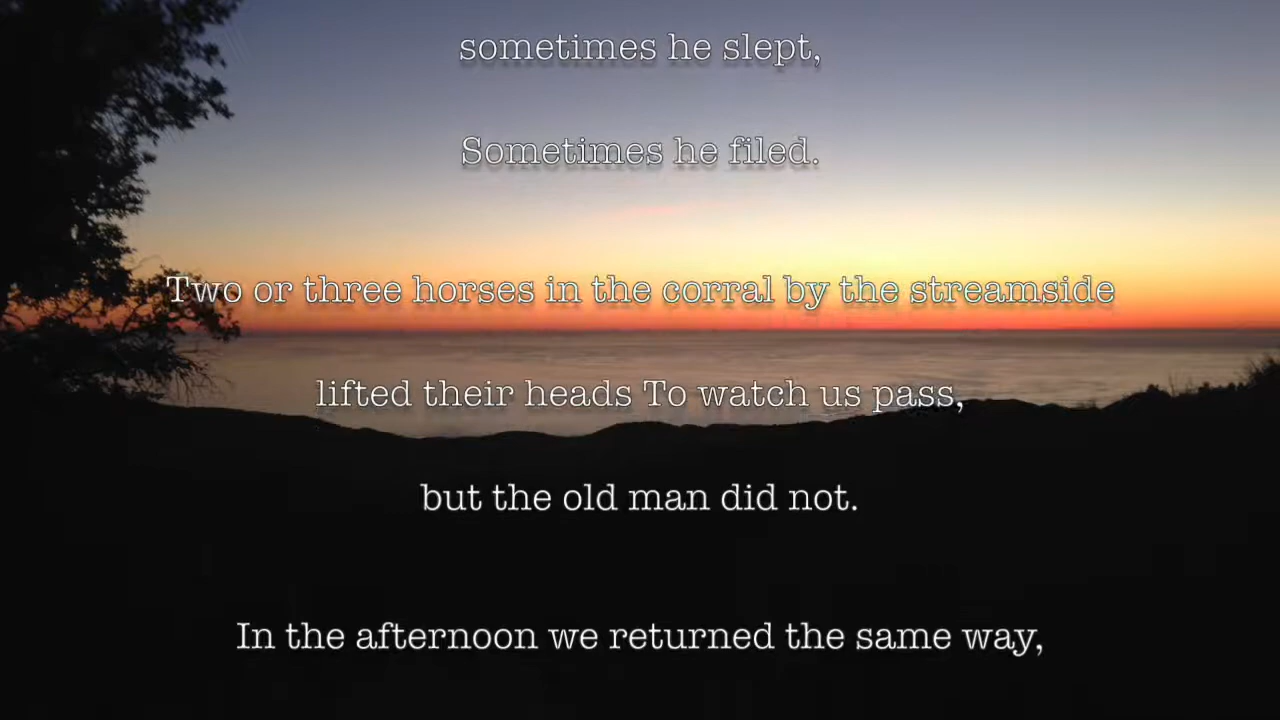 sometimes he slept,
Sometimes he filed.
Two or three horses in the corral by the streamside
lifted their heads To watch us pass,
but the old man did not.
In the afternoon we returned the same way,